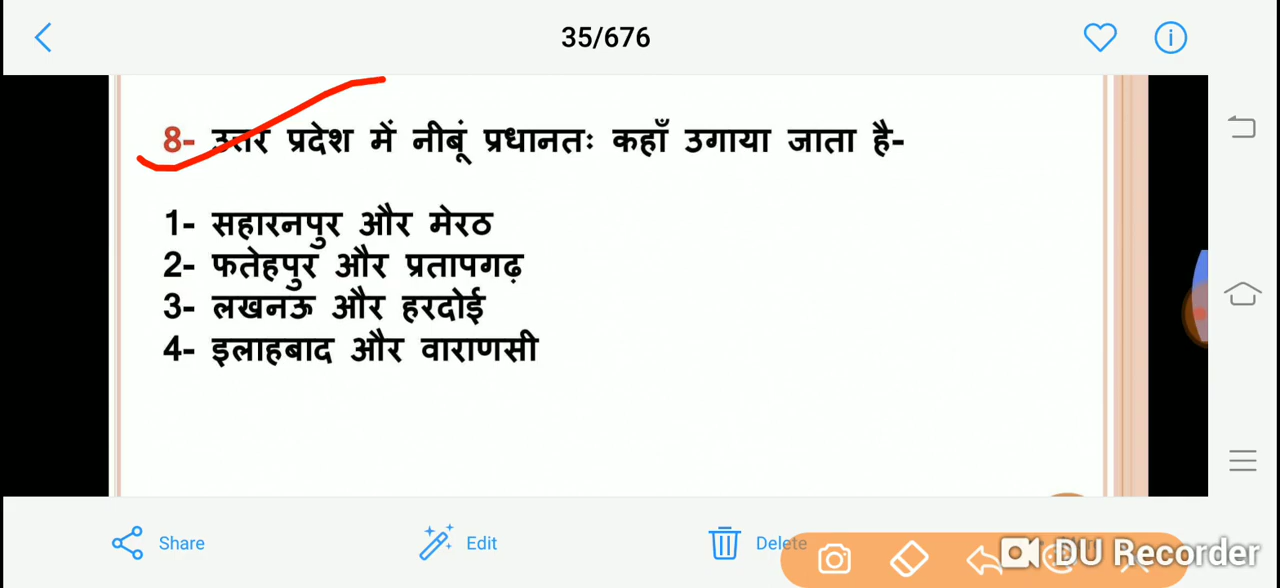 35/676
8- उत्तर प्रदेश में नीबूं प्रधानतः कहाँ उगाया जाता है-
1- सहारनपुर और मेरठ
2- फतेहपुर और प्रतापगढ़
3- लखनऊ और हरदोई
4- इलाहबाद और वाराणसी
Share
Edit
Delete
DU Recorder